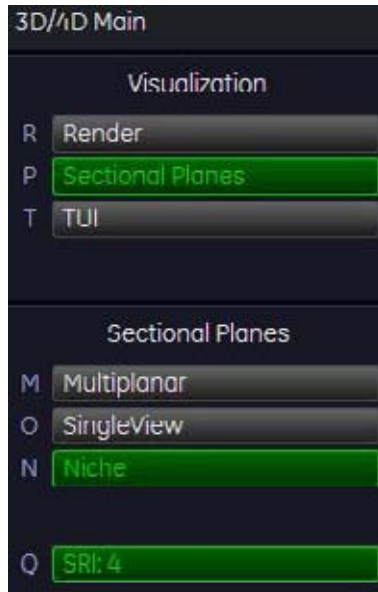 3D/4D Main
Visualization
R Render
P Sectional Planes
T TUI
Sectional Planes
M Multiplanar
O SingleView
N Niche
Q SRI: 4